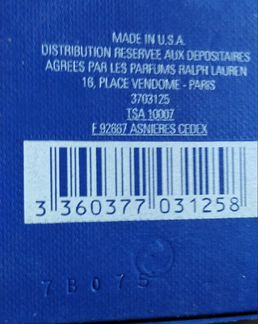 MADE IN U.S.A.
DISTRIBUTION RESERVEE AUX DEPOSITAIRES
AGREES PAR LES PARFUMS RALPH LAUREN
16, PLACE VENDOME - PARIS
3703125
TSA 10007
F 92667 ASNIERES CEDEX
3 360377 031258
7B075